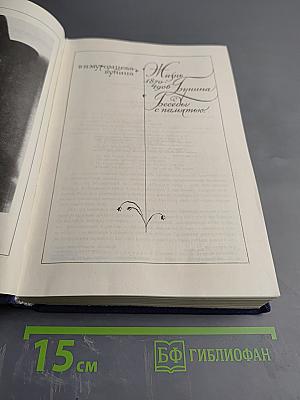 В.Н.Муромцева-
Бунина
Жизнь
Бунина
1870-
1906
Беседы
с памятью
15 см
БФ БИБЛИОФАН